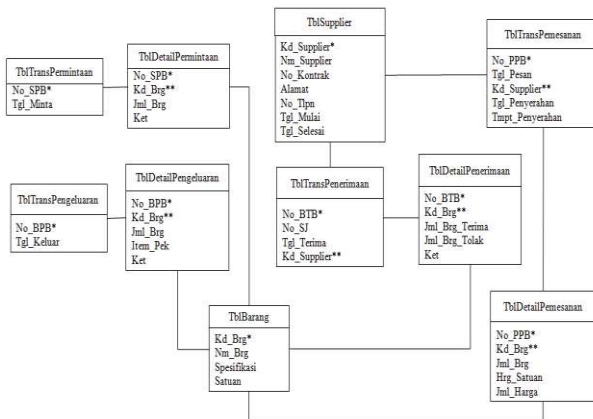 TblSupplier
Kd_Supplier*
Nm_Supplier
No_Kontrak
Alamat
No_Tlpn
Tgl_Mulai
Tgl_Selesai
TblTransPemesanan
No_PPB*
Tgl_Pesan
Kd_Supplier**
Tgl_Penyerahan
Tmpt_Penyerahan
TblDetailPermintaan
No_SPB*
Kd_Brg**
Jml_Brg
Ket
TblTransPermintaan
No_SPB*
Tgl_Minta
TblDetailPengeluaran
No_BPB*
Kd_Brg**
Jml_Brg
Item_Pek
Ket
TblTransPengeluaran
No_BPB*
Tgl_Keluar
TblTransPenerimaan
No_BTB*
No_SJ
Tgl_Terima
Kd_Supplier**
TblDetailPenerimaan
No_BTB*
Kd_Brg**
Jml_Brg_Terima
Jml_Brg_Tolak
Ket
TblBarang
Kd_Brg*
Nm_Brg
Spesifikasi
Satuan
TblDetailPemesanan
No_PPB*
Kd_Brg**
Jml_Brg
Hrg_Satuan
Jml_Harga